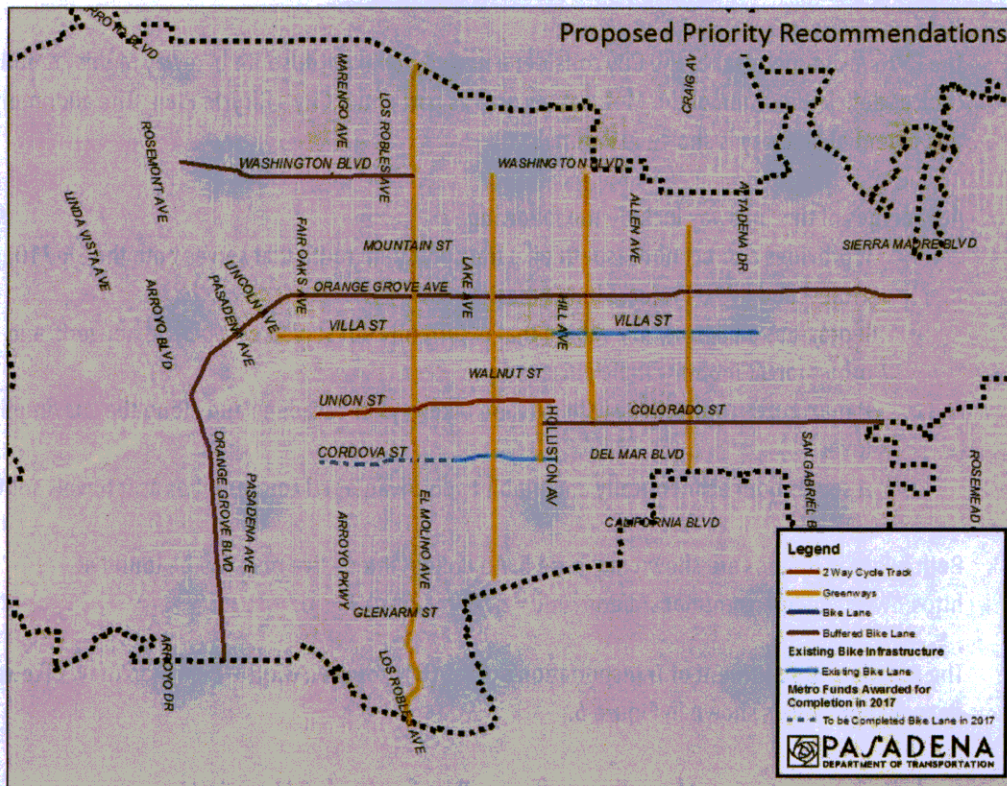 Proposed Priority Recommendations
ARROYO BLVD
MARENGO AVE
LOS ROBLES AVE
CRAIG AV
ROSEMONT AVE
WASHINGTON BLVD
WASHINGTON BLVD
LINDA VISTA AVE
ALLEN AVE
ALTADENA DR
FAIR OAKS AVE
MOUNTAIN ST
SIERRA MADRE BLVD
LAKE AVE
LINCOLN AVE
PASADENA AVE
ARROYO BLVD
ORANGE GROVE AVE
HILL AVE
VILLA ST
VILLA ST
WALNUT ST
UNION ST
COLORADO ST
HOLLISTON AV
CORDOVA ST
DEL MAR BLVD
ORANGE GROVE BLVD
PASADENA AVE
ARROYO PKWY
EL MOLINO AVE
SAN GABRIEL B
ROSEMEAD
CALIFORNIA BLVD
GLENARM ST
ARROYO DR
LOS ROBLES AVE
Legend
2 Way Cycle Track
Greenways
Bike Lane
Buffered Bike Lane
Existing Bike Infrastructure
Existing Bike Lane
Metro Funds Awarded for
Completion in 2017
To be Completed Bike Lane in 2017
PASADENA
DEPARTMENT OF TRANSPORTATION